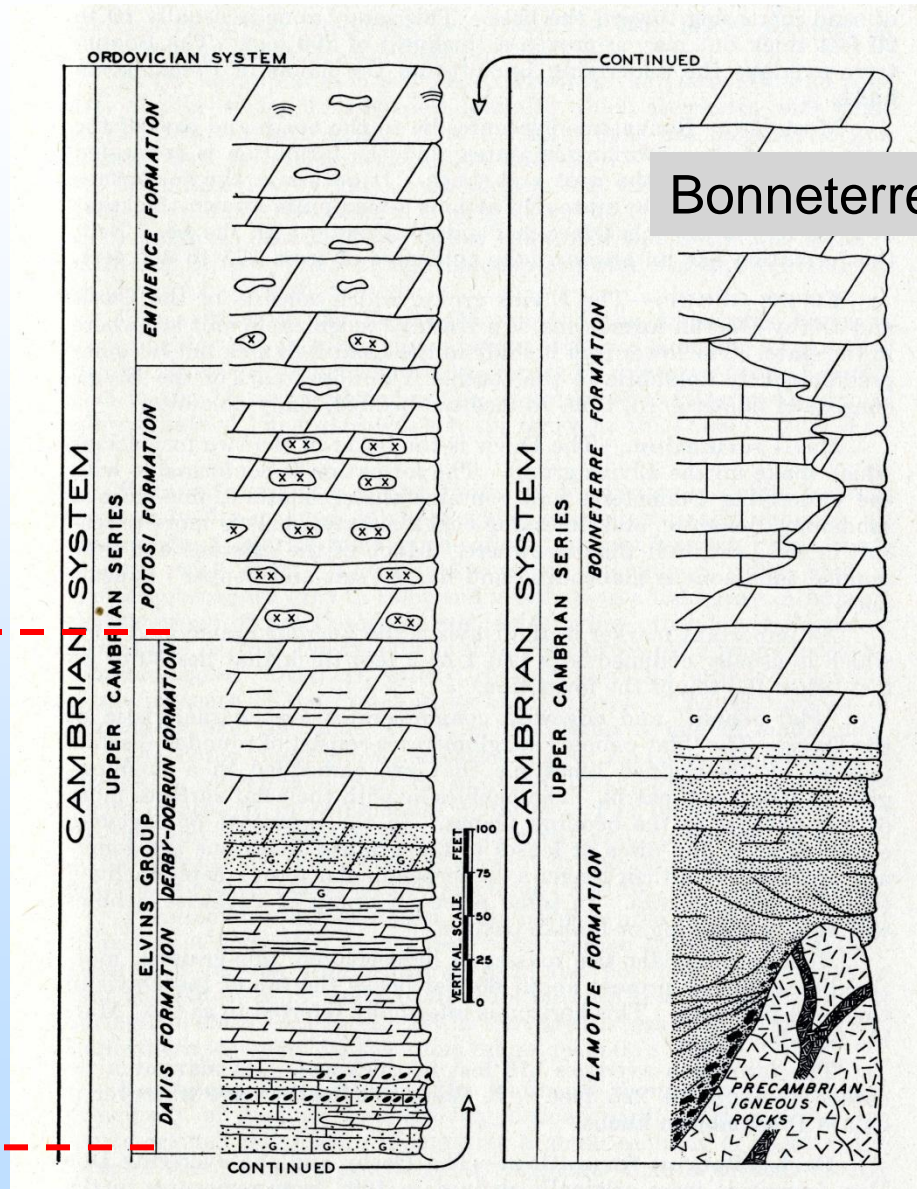 ORDOVICIAN SYSTEM
CAMBRIAN SYSTEM
UPPER CAMBRIAN SERIES
EMINENCE FORMATION
POTOSI FORMATION
ELVINS GROUP
DERBY-DOERUN FORMATION
DAVIS FORMATION
X X
X X
X X
X X
X X
X X
X X
X X
X
X X
X X
X X
X X
X X
X X
G
G
G
G
G
G
G
VERTICAL SCALE FEET
100
75
50
25
0
CONTINUED
CONTINUED
Bonneterre
CAMBRIAN SYSTEM
UPPER CAMBRIAN SERIES
BONNETERRE FORMATION
LAMOTTE FORMATION
G G G
PRECAMBRIAN
IGNEOUS
ROCKS